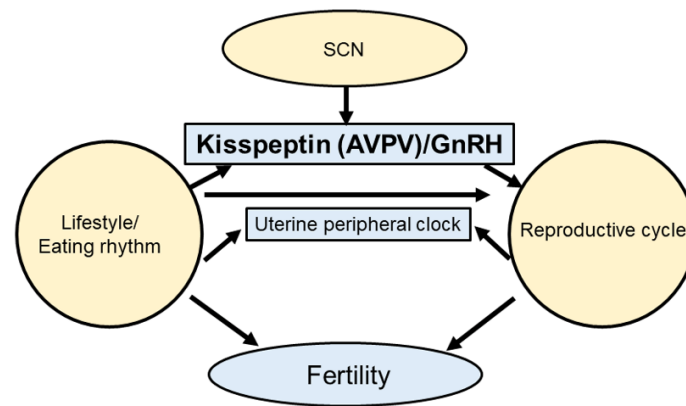 SCN
Kisspeptin (AVPV)/GnRH
Lifestyle/
Eating rhythm
Uterine peripheral clock
Reproductive cycle
Fertility